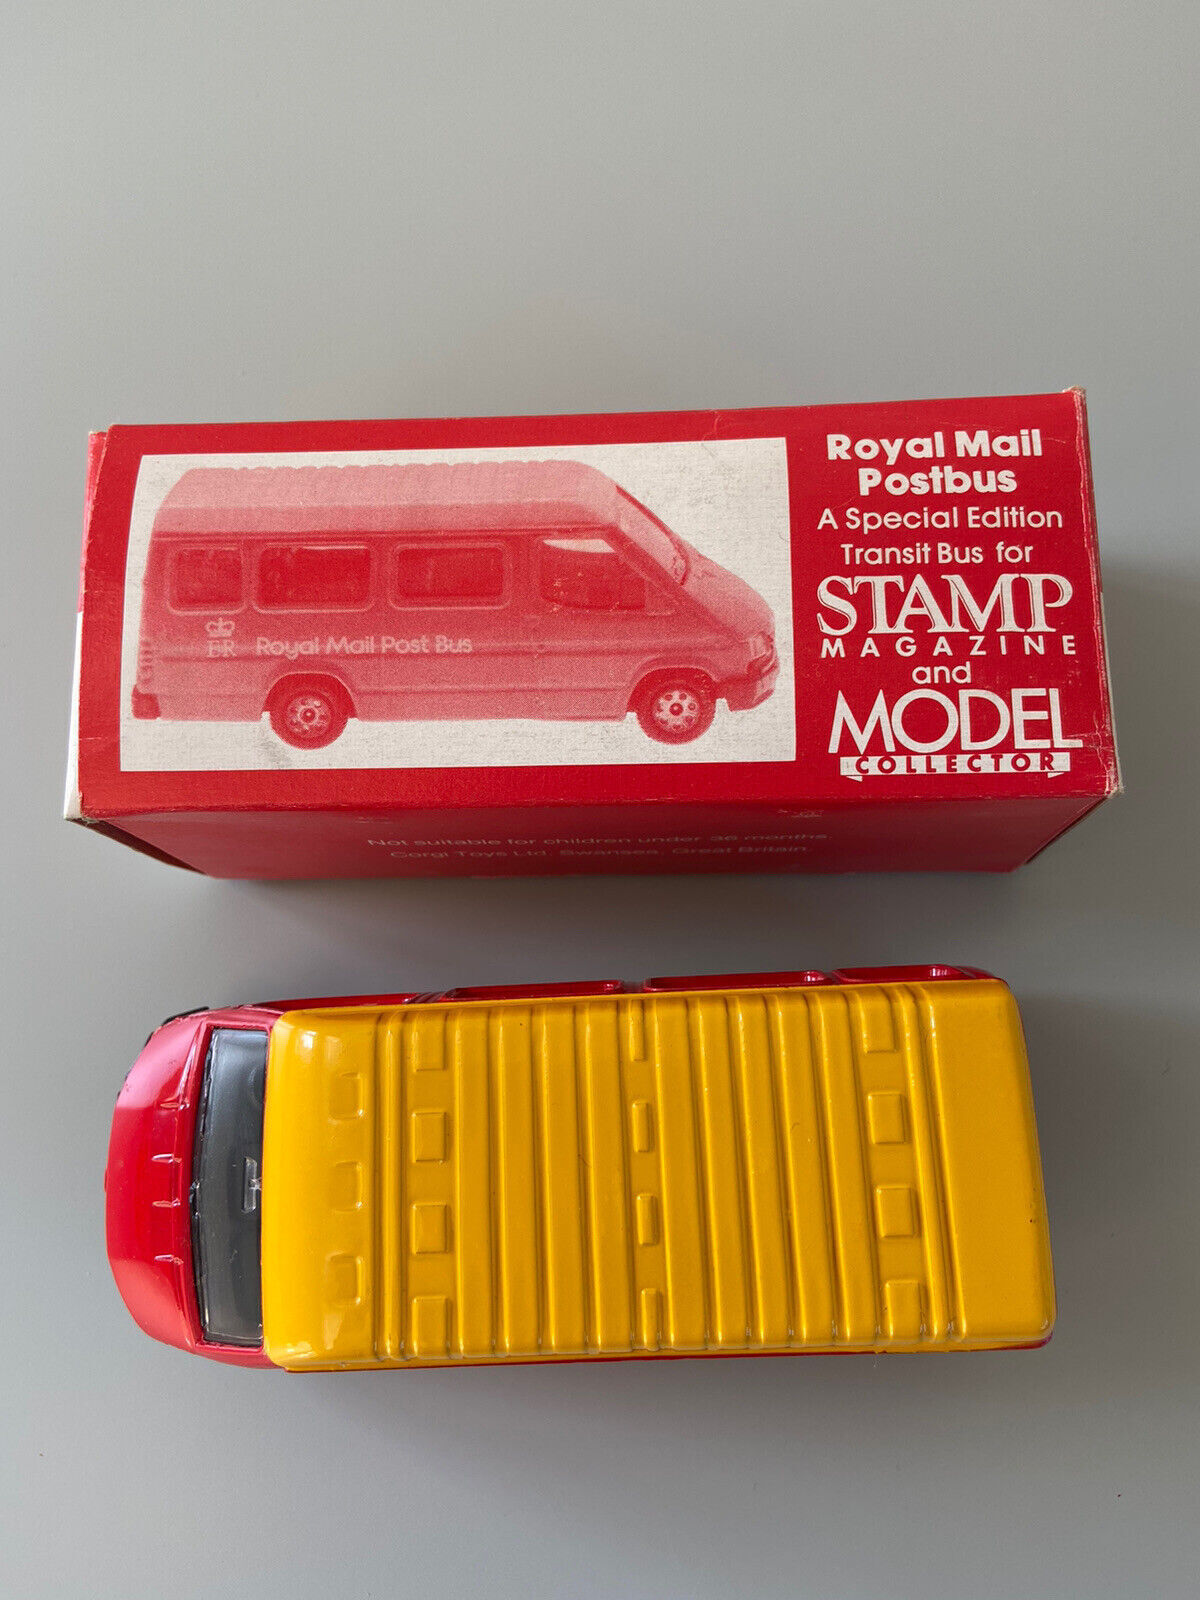 Royal Mail
Postbus
A Special Edition
Transit Bus for
STAMP
MAGAZINE
and
MODEL
COLLECTOR
EIIR Royal Mail Post Bus
Not suitable for children under 36 months.
Corgi Toys Ltd. Swansea. Great Britain.